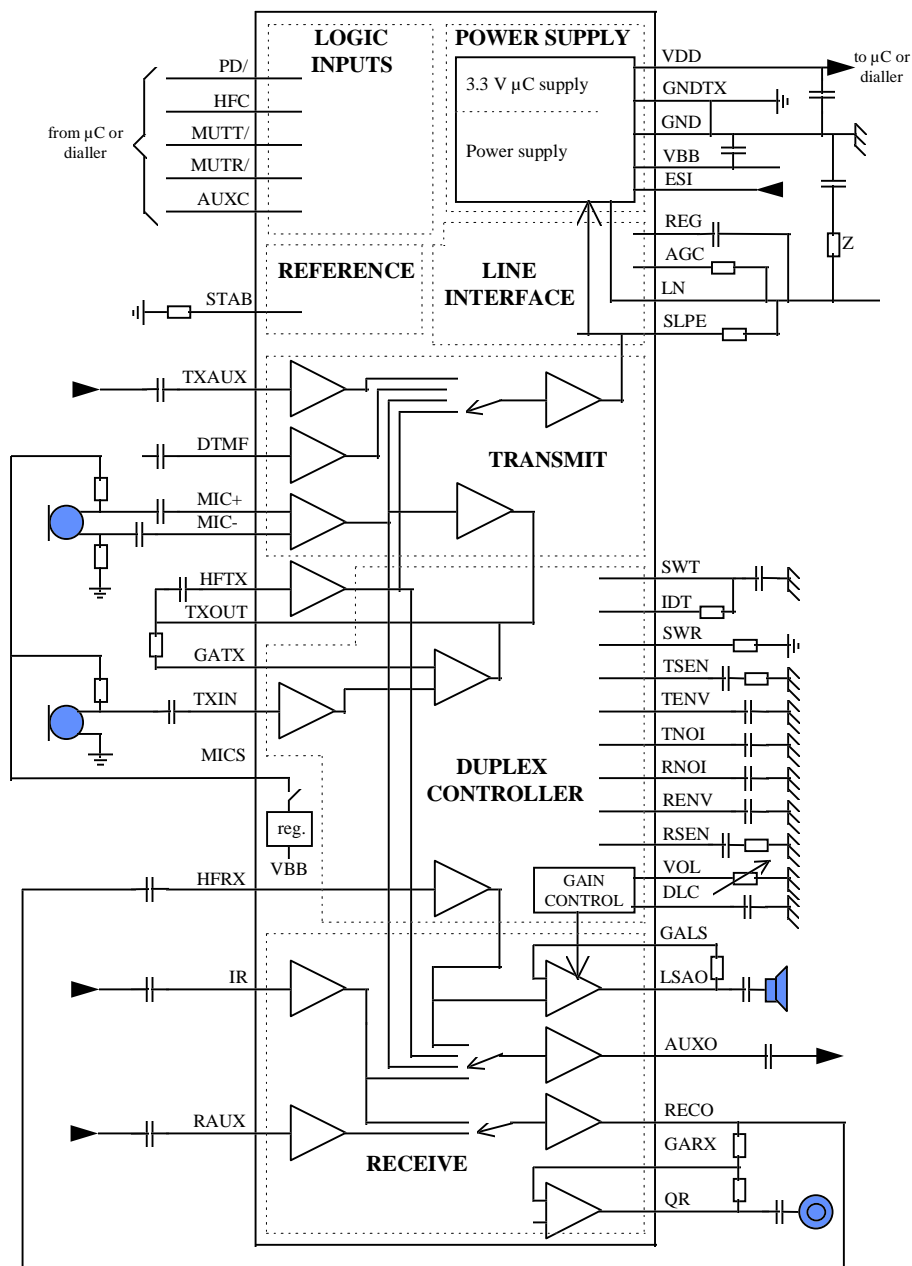 LOGIC
INPUTS
POWER SUPPLY
PD/
HFC
MUTT/
MUTR/
AUXC
from µC or
dialler
3.3 V µC supply
Power supply
VDD
GNDTX
GND
VBB
ESI
to µC or
dialler
REG
AGC
LN
SLPE
Z
REFERENCE
LINE
INTERFACE
STAB
TXAUX
DTMF
MIC+
MIC-
TRANSMIT
HFTX
TXOUT
GATX
TXIN
MICS
reg.
VBB
DUPLEX
CONTROLLER
SWT
IDT
SWR
TSEN
TENV
TNOI
RNOI
RENV
RSEN
VOL
DLC
GAIN
CONTROL
HFRX
IR
RAUX
RECEIVE
GALS
LSAO
AUXO
RECO
GARX
QR